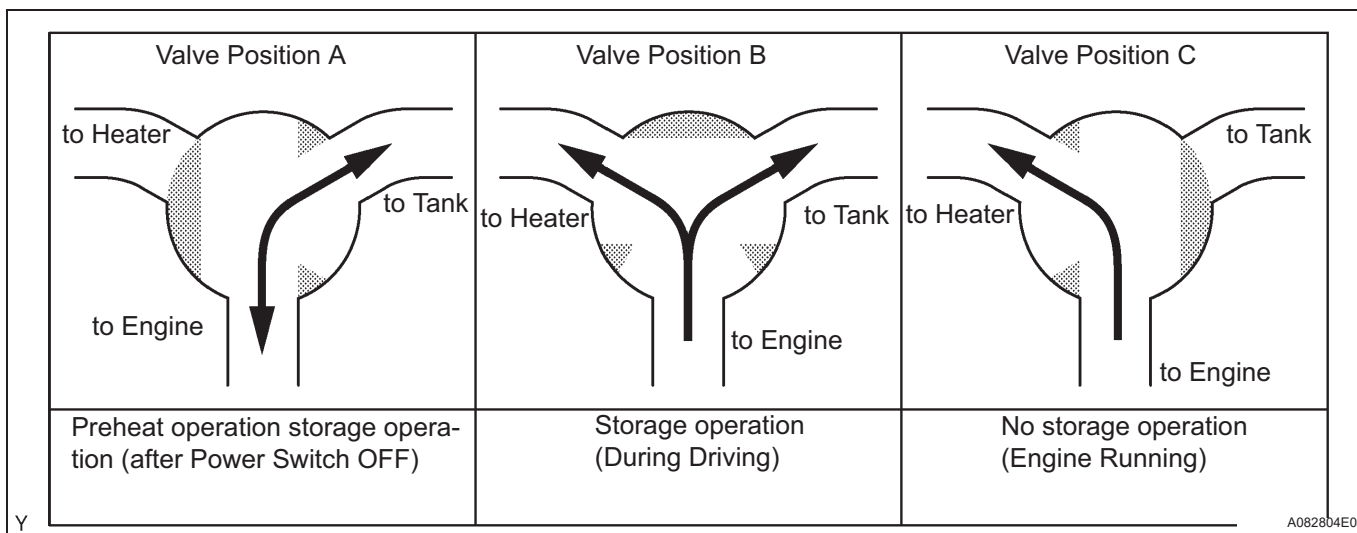 Valve Position A
to Heater
to Tank
to Engine
Preheat operation storage opera-
tion (after Power Switch OFF)
Valve Position B
to Heater
to Tank
to Engine
Storage operation
(During Driving)
Valve Position C
to Tank
to Heater
to Engine
No storage operation
(Engine Running)
Y
A082804E0